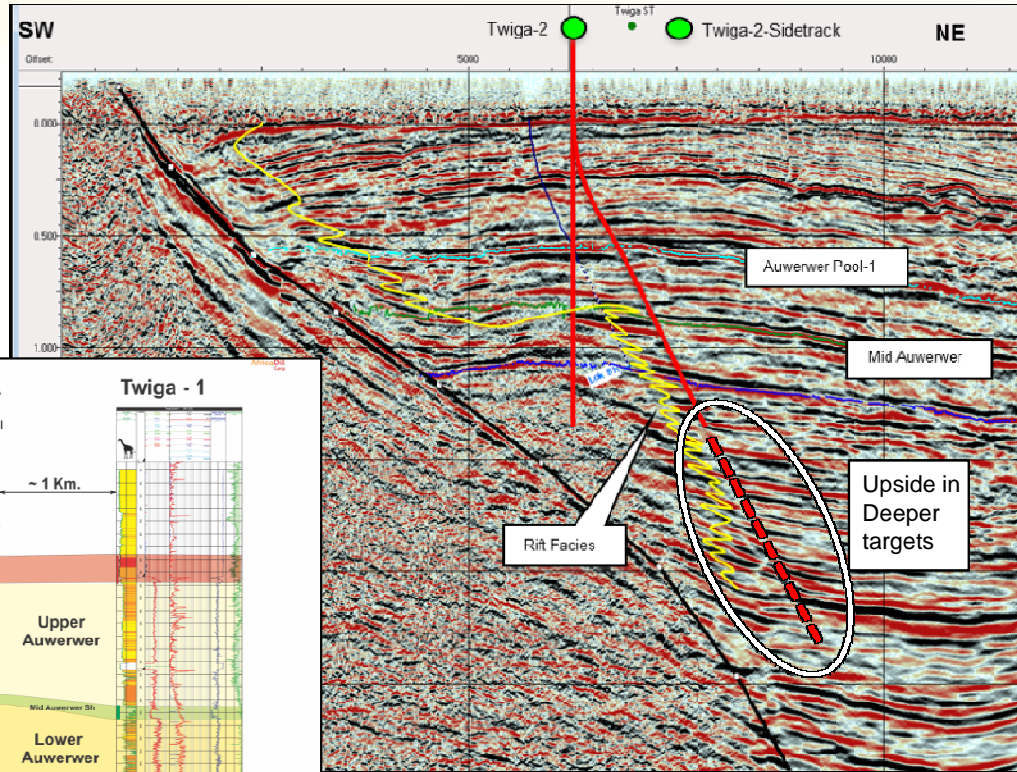 SW
Twiga-2
Twiga ST
Twiga-2-Sidetrack
NE
Offset:
5000
10000
0.000
0.500
1.000
Auwerwer Pool-1
Mid Auwerwer
Rift Facies
Upside in
Deeper
targets
AfricaOil
Corp
Twiga - 1
~ 1 Km.
Upper
Auwerwer
Mid Auwerwer Sh
Lower
Auwerwer